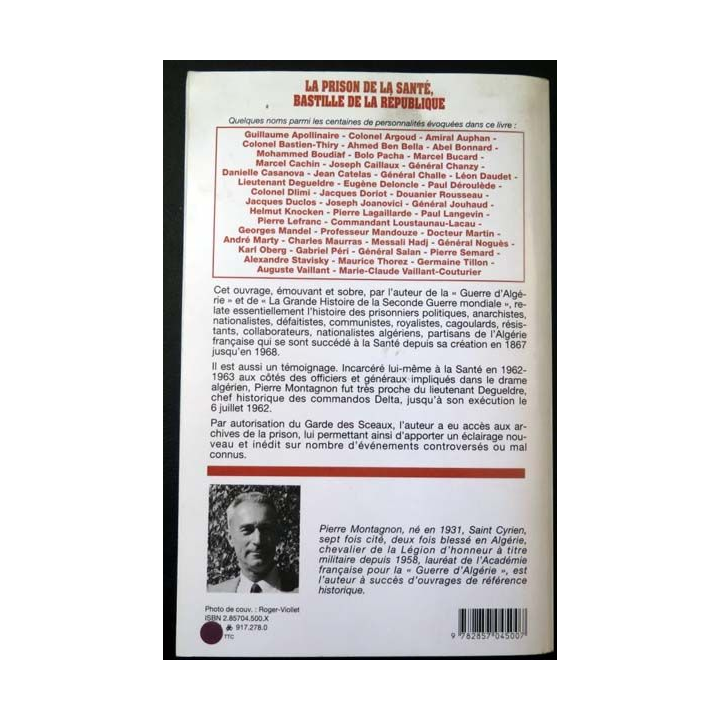 LA PRISON DE LA SANTÉ,
BASTILLE DE LA RÉPUBLIQUE
Quelques noms parmi les centaines de personnalités évoquées dans ce livre :
Guillaume Apollinaire - Colonel Argoud - Amiral Auphan -
Colonel Bastien-Thiry - Ahmed Ben Bella - Abel Bonnard -
Mohammed Boudiaf - Bolo Pacha - Marcel Bucard -
Marcel Cachin - Joseph Caillaux - Général Chanzy -
Danielle Casanova - Jean Catelas - Général Challe - Léon Daudet -
Lieutenant Degueldre - Eugène Deloncle - Paul Déroulède -
Colonel Dlimi - Jacques Doriot - Douanier Rousseau -
Jacques Duclos - Joseph Joanovici - Général Jouhaud -
Helmut Knocken - Pierre Lagaillarde - Paul Langevin -
Pierre Lefranc - Commandant Loustaunau-Lacau -
Georges Mandel - Professeur Mandouze - Docteur Martin -
André Marty - Charles Maurras - Messali Hadj - Général Noguès -
Karl Oberg - Gabriel Péri - Général Salan - Pierre Semard -
Alexandre Stavisky - Maurice Thorez - Germaine Tillon -
Auguste Vaillant - Marie-Claude Vaillant-Couturier
Cet ouvrage, émouvant et sobre, par l'auteur de la « Guerre d'Algé-
rie » et de « La Grande Histoire de la Seconde Guerre mondiale », re-
late essentiellement l'histoire des prisonniers politiques, anarchistes,
nationalistes, défaitistes, communistes, royalistes, cagoulards, résis-
tants, collaborateurs, nationalistes algériens, partisans de l'Algérie
française qui se sont succédé à la Santé depuis sa création en 1867
jusqu'en 1968.
Il est aussi un témoignage. Incarcéré lui-même à la Santé en 1962-
1963 aux côtés des officiers et généraux impliqués dans le drame
algérien, Pierre Montagnon fut très proche du lieutenant Degueldre,
chef historique des commandos Delta, jusqu'à son exécution le
6 juillet 1962.
Par autorisation du Garde des Sceaux, l'auteur a eu accès aux ar-
chives de la prison, lui permettant ainsi d'apporter un éclairage nou-
veau et inédit sur nombre d'événements controversés ou mal
connus.
Pierre Montagnon, né en 1931, Saint Cyrien,
sept fois cité, deux fois blessé en Algérie,
chevalier de la Légion d'honneur à titre
militaire depuis 1958, lauréat de l'Académie
française pour la « Guerre d'Algérie », est
l'auteur à succès d'ouvrages de référence
historique.
Photo de couv. : Roger-Viollet
ISBN 2.85704.500.X
917.278.0
TTC
9 782857 045007